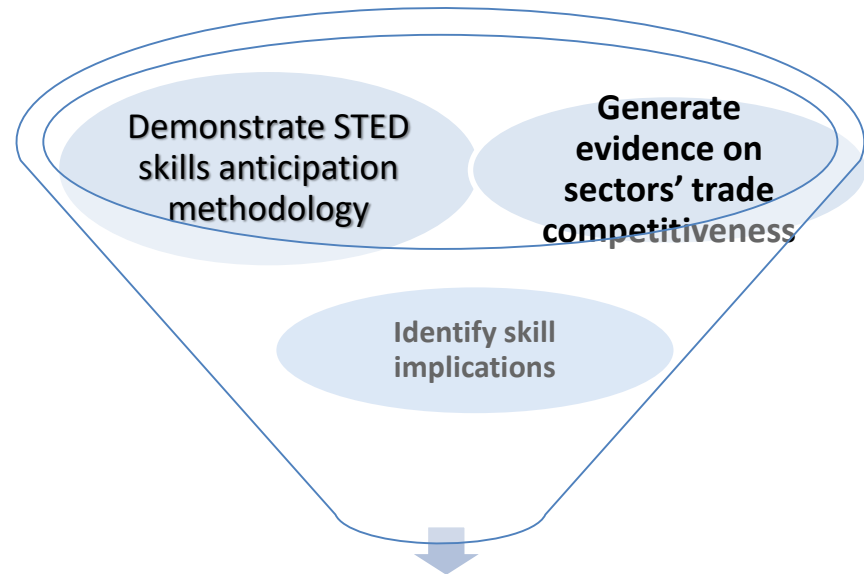 Demonstrate STED
skills anticipation
methodology
Generate
evidence on
sectors’ trade
competitiveness
Identify skill
implications